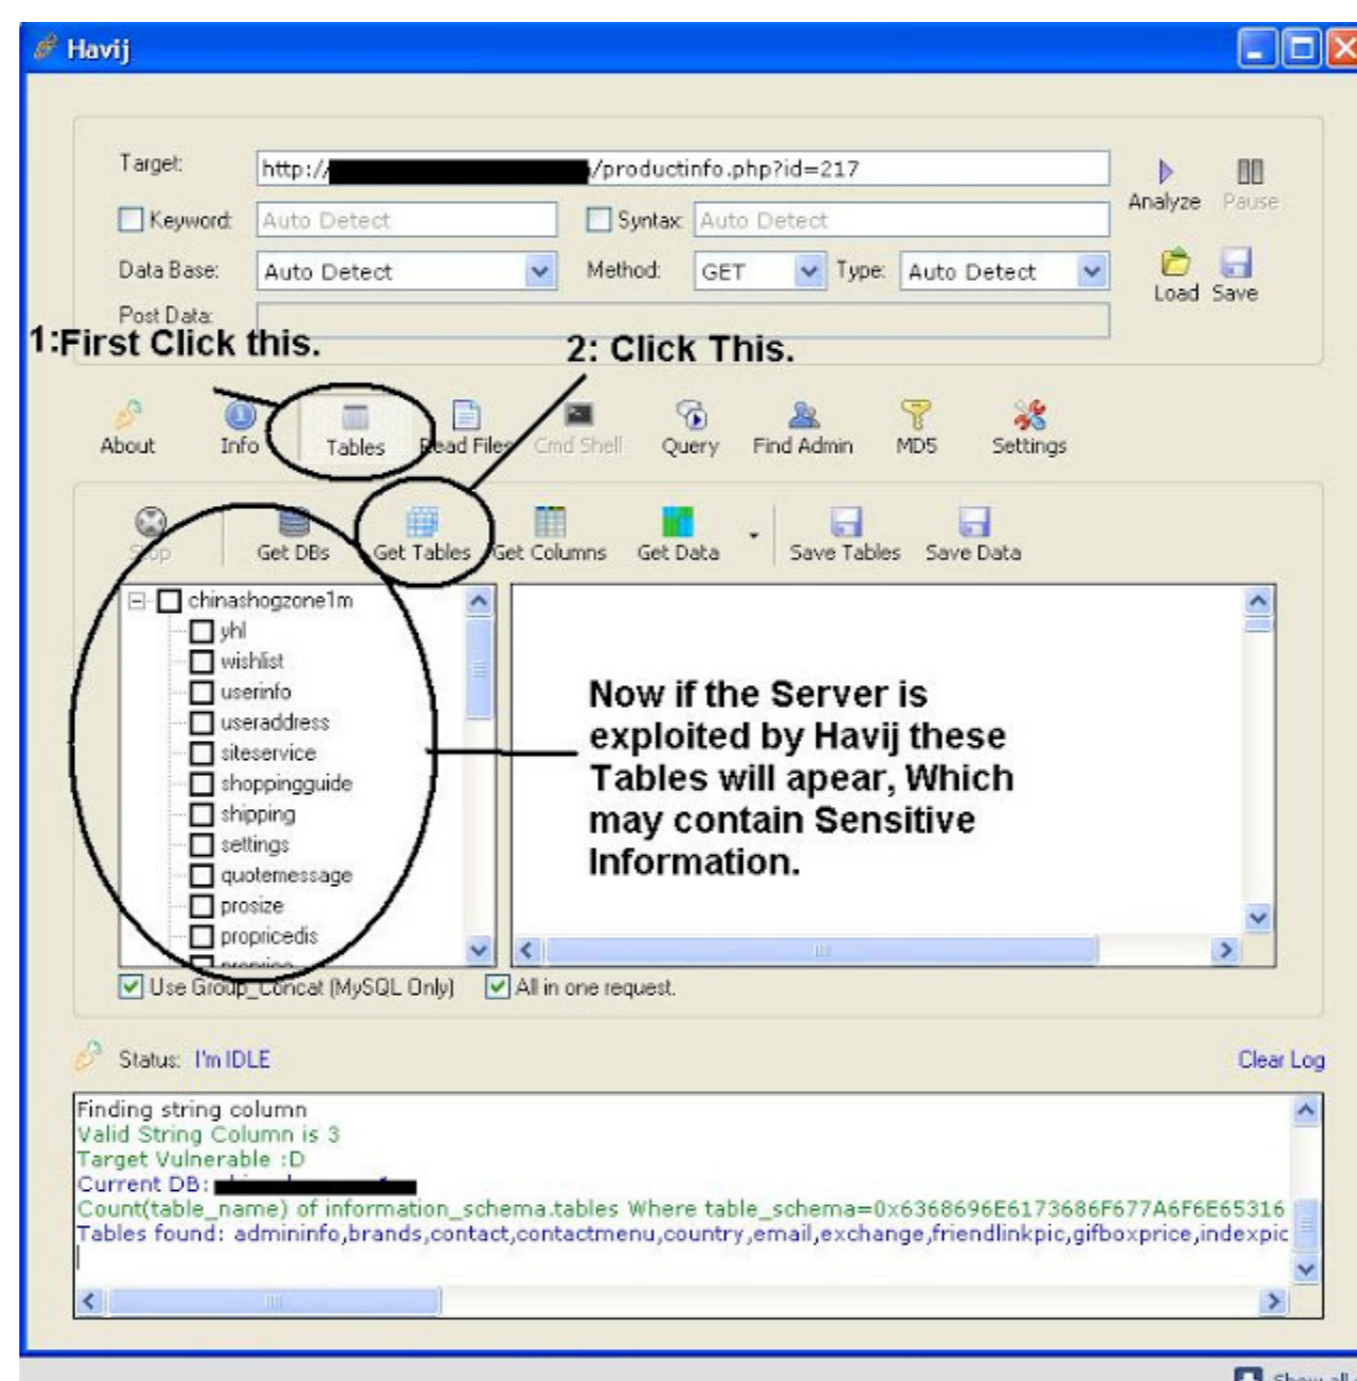 Havij
Target: http:// /productinfo.php?id=217
Analyze Pause
Keyword: Auto Detect Syntax: Auto Detect
Data Base: Auto Detect Method: GET Type: Auto Detect
Load Save
Post Data:
1:First Click this. 2: Click This.
About Info Tables Read Files Cmd Shell Query Find Admin MD5 Settings
Stop Get DBs Get Tables Get Columns Get Data Save Tables Save Data
chinashogzone1m
yhl
wishlist
userinfo
useraddress
siteservice
shoppingguide
shipping
settings
quotemessage
prosize
propricedis
Now if the Server is
exploited by Havij these
Tables will apear, Which
may contain Sensitive
Information.
Use Group_Concat (MySQL Only) All in one request.
Status: I'm IDLE Clear Log
Finding string column
Valid String Column is 3
Target Vulnerable :D
Current DB:
Count(table_name) of information_schema.tables Where table_schema=0x6368696E6173686F677A6F6E65316
Tables found: admininfo,brands,contact,contactmenu,country,email,exchange,friendlinkpic,gifboxprice,indexpic